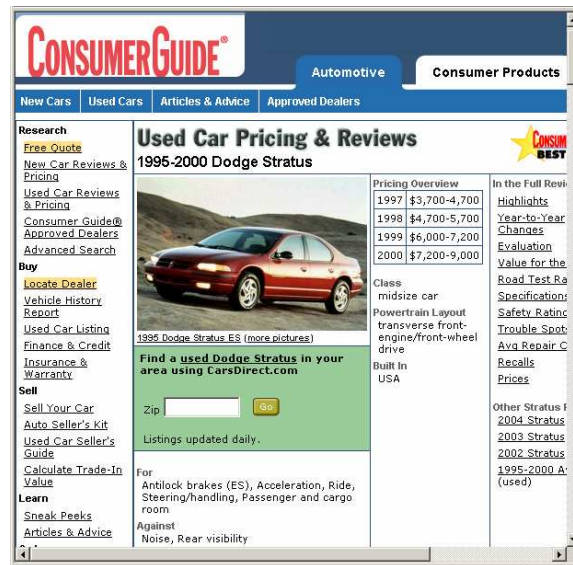 CONSUMERGUIDE®
Automotive
Consumer Products
New Cars
Used Cars
Articles & Advice
Approved Dealers
Research
Free Quote
New Car Reviews &
Pricing
Used Car Reviews
& Pricing
Consumer Guide®
Approved Dealers
Advanced Search
Buy
Locate Dealer
Vehicle History
Report
Used Car Listing
Finance & Credit
Insurance &
Warranty
Sell
Sell Your Car
Auto Seller's Kit
Used Car Seller's
Guide
Calculate Trade-In
Value
Learn
Sneak Peeks
Articles & Advice
Used Car Pricing & Reviews
1995-2000 Dodge Stratus
CONSUM
BEST
1995 Dodge Stratus ES (more pictures)
Find a used Dodge Stratus in your
area using CarsDirect.com
Zip
Go
Listings updated daily.
For
Antilock brakes (ES), Acceleration, Ride,
Steering/handling, Passenger and cargo
room
Against
Noise, Rear visibility
Pricing Overview
1997 $3,700-4,700
1998 $4,700-5,700
1999 $6,000-7,200
2000 $7,200-9,000
Class
midsize car
Powertrain Layout
transverse front-
engine/front-wheel
drive
Built In
USA
In the Full Revie
Highlights
Year-to-Year
Changes
Evaluation
Value for the
Road Test Ra
Specifications
Safety Rating
Trouble Spots
Avg Repair C
Recalls
Prices
Other Stratus
2004 Stratus
2003 Stratus
2002 Stratus
1995-2000 A
(used)